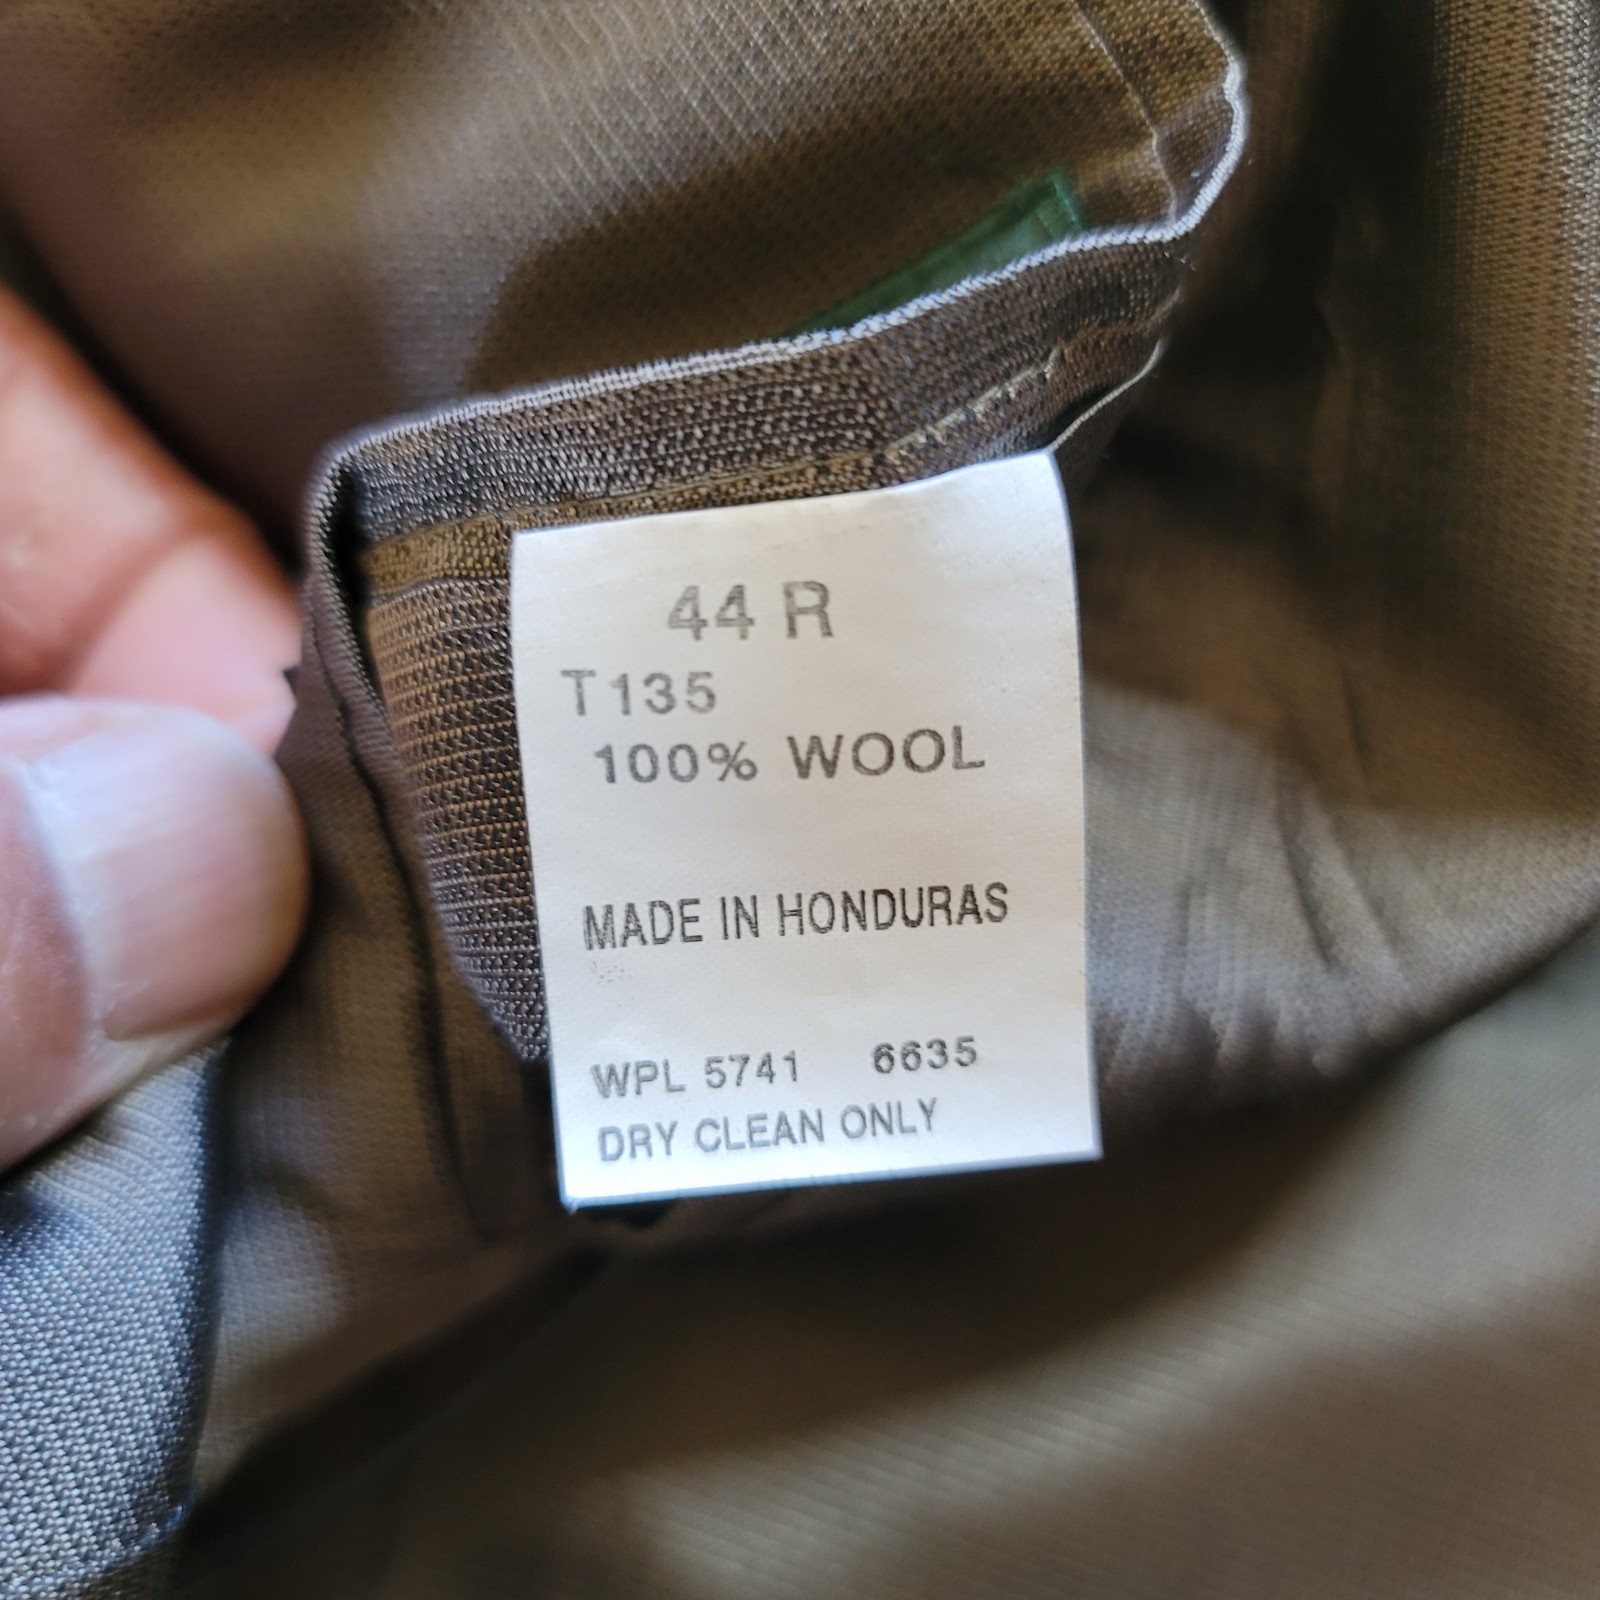 44 R
T135
100% WOOL
MADE IN HONDURAS
WPL 5741 6635
DRY CLEAN ONLY